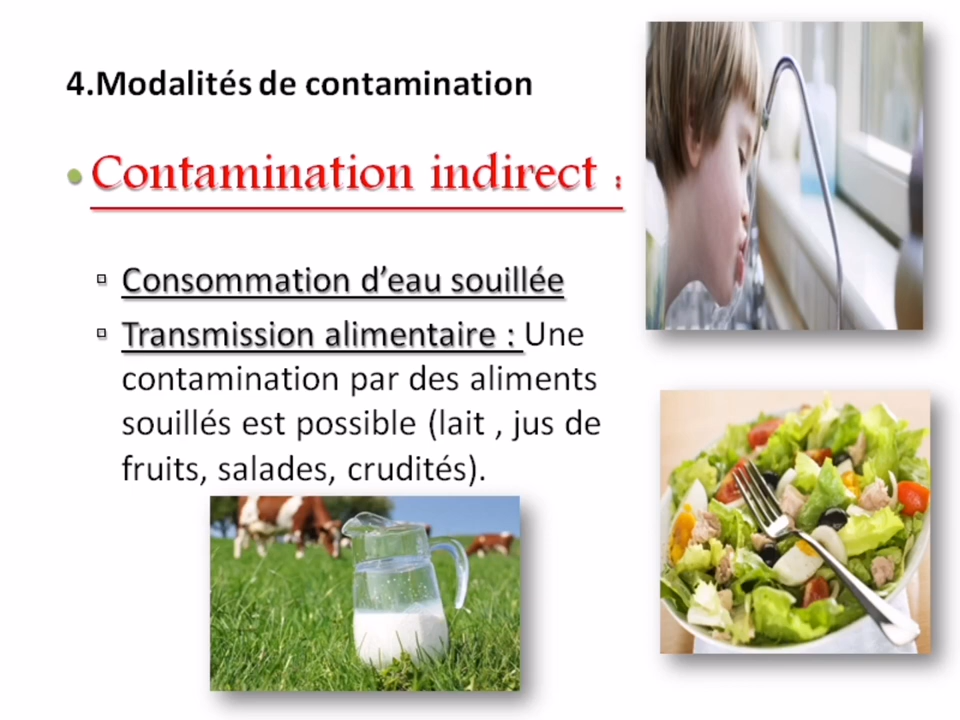 4.Modalités de contamination
• Contamination indirect :
▫ Consommation d’eau souillée
▫ Transmission alimentaire : Une
contamination par des aliments
souillés est possible (lait , jus de
fruits, salades, crudités).